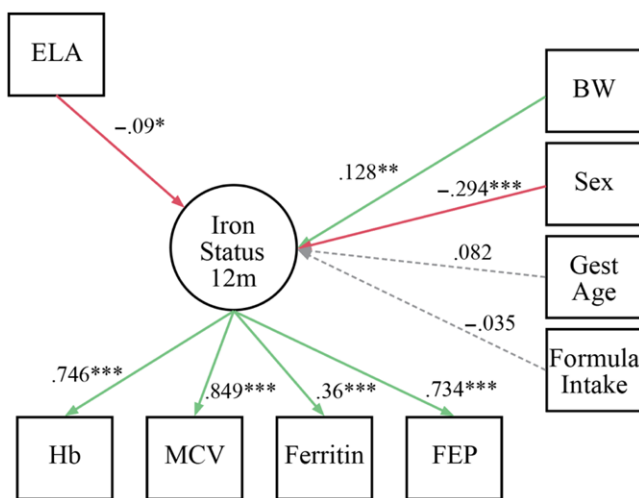 ELA
BW
–.09*
.128**
–.294***
Sex
Iron
Status
12m
.082
Gest
Age
–.035
Formula
Intake
.746***
.849***
.36***
.734***
Hb
MCV
Ferritin
FEP